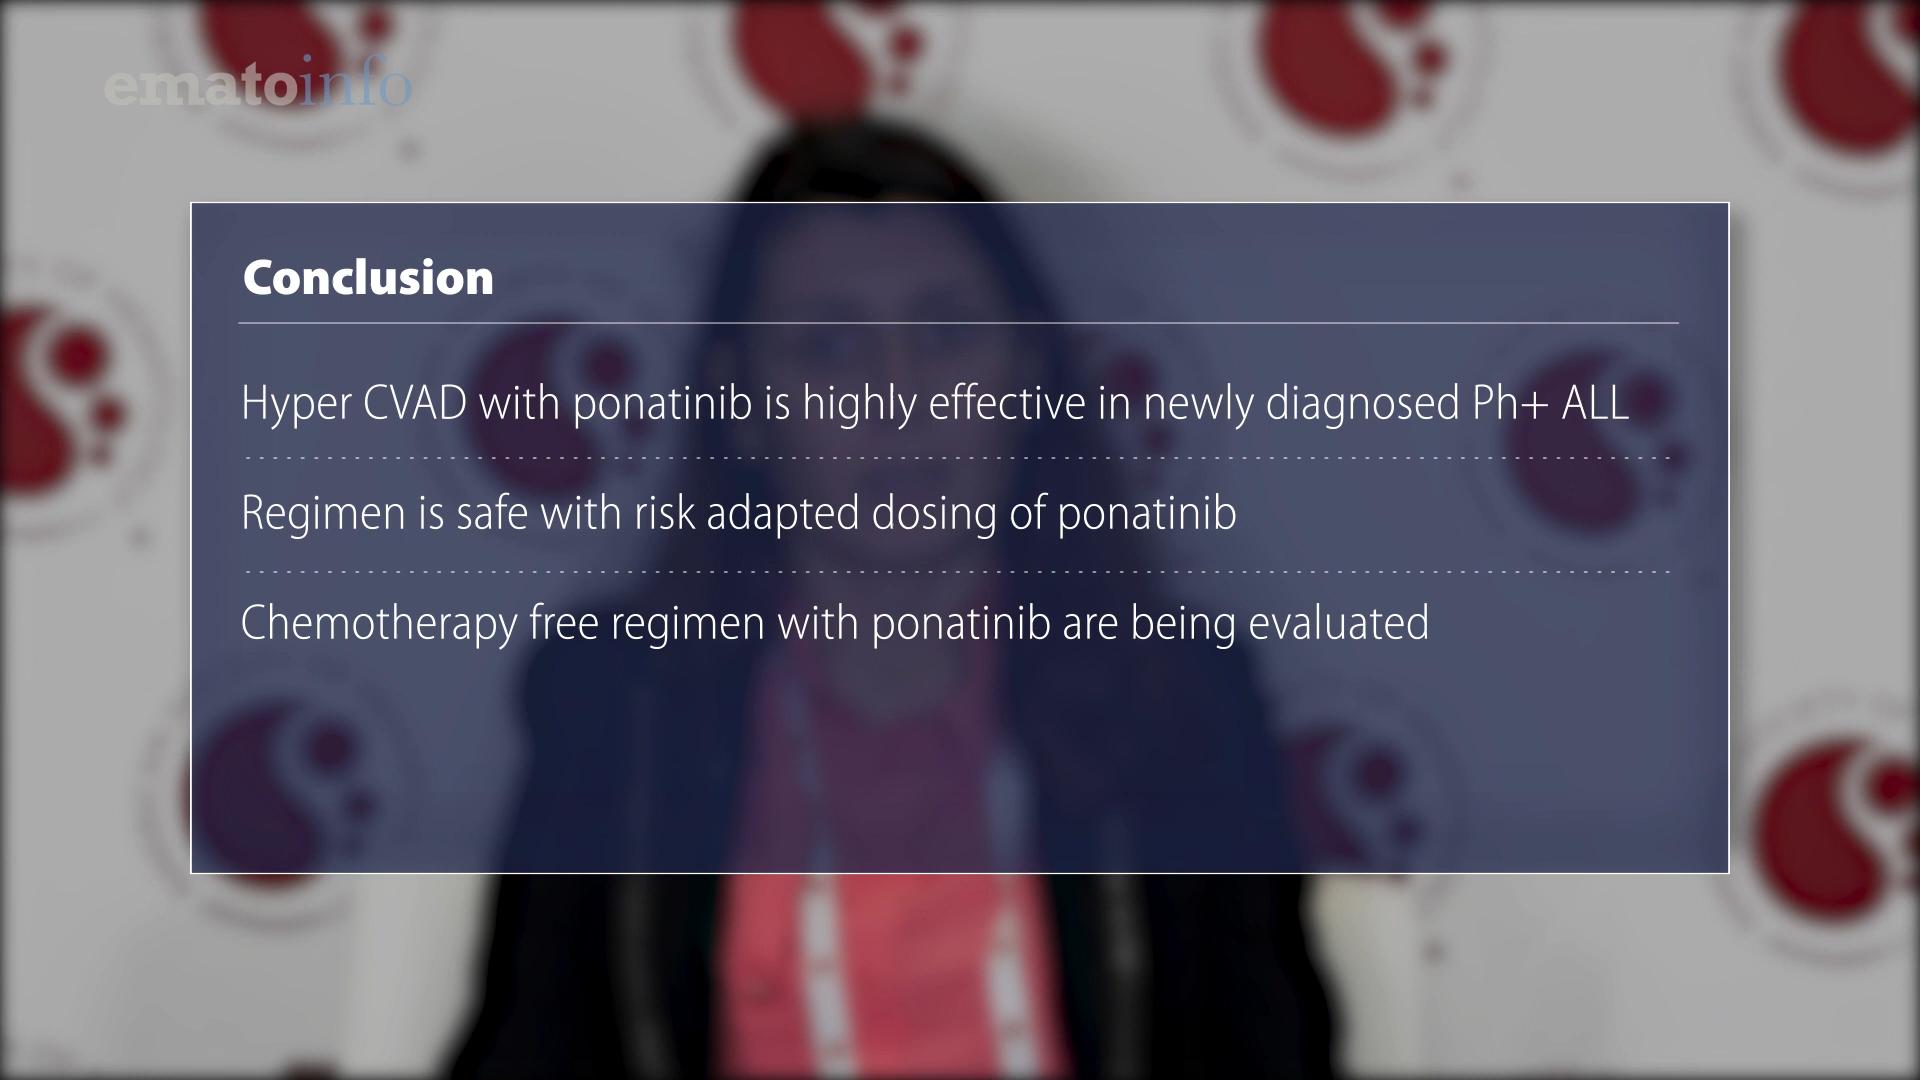 ematoinfo
Conclusion
Hyper CVAD with ponatinib is highly effective in newly diagnosed Ph+ ALL
Regimen is safe with risk adapted dosing of ponatinib
Chemotherapy free regimen with ponatinib are being evaluated